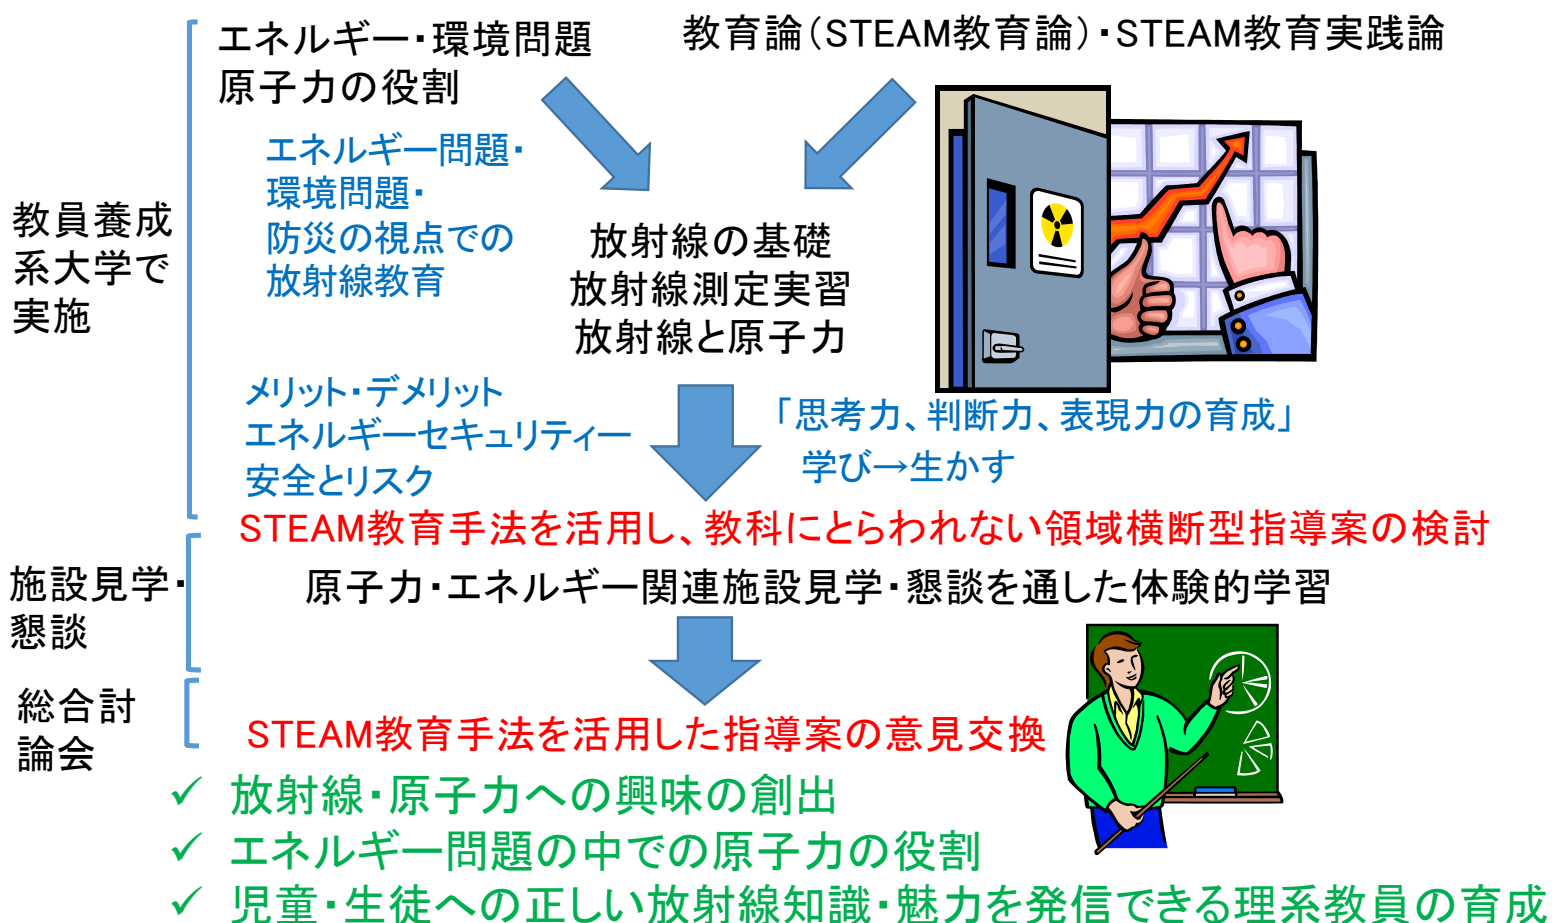 エネルギー・環境問題
原子力の役割
教育論(STEAM教育論)・STEAM教育実践論
エネルギー問題・
環境問題・
防災の視点での
放射線教育
教員養成
系大学で
実施
放射線の基礎
放射線測定実習
放射線と原子力
メリット・デメリット
エネルギーセキュリティー
安全とリスク
「思考力、判断力、表現力の育成」
学び→生かす
STEAM教育手法を活用し、教科にとらわれない領域横断型指導案の検討
施設見学・
懇談
原子力・エネルギー関連施設見学・懇談を通した体験的学習
総合討
論会
STEAM教育手法を活用した指導案の意見交換
✓ 放射線・原子力への興味の創出
✓ エネルギー問題の中での原子力の役割
✓ 児童・生徒への正しい放射線知識・魅力を発信できる理系教員の育成